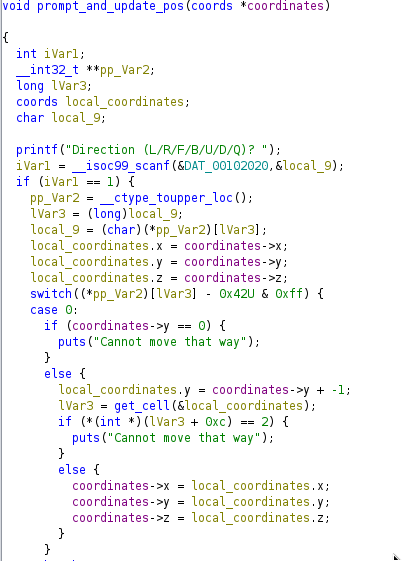 void prompt_and_update_pos(coords *coordinates)
{
int iVar1;
__int32_t **pp_Var2;
long lVar3;
coords local_coordinates;
char local_9;
printf("Direction (L/R/F/B/U/D/Q)? ");
iVar1 = __isoc99_scanf(&DAT_00102020,&local_9);
if (iVar1 == 1) {
pp_Var2 = __ctype_toupper_loc();
lVar3 = (long)local_9;
local_9 = (char)(*pp_Var2)[lVar3];
local_coordinates.x = coordinates->x;
local_coordinates.y = coordinates->y;
local_coordinates.z = coordinates->z;
switch((*pp_Var2)[lVar3] - 0x42U & 0xff) {
case 0:
if (coordinates->y == 0) {
puts("Cannot move that way");
}
else {
local_coordinates.y = coordinates->y + -1;
lVar3 = get_cell(&local_coordinates);
if (*(int *)(lVar3 + 0xc) == 2) {
puts("Cannot move that way");
}
else {
coordinates->x = local_coordinates.x;
coordinates->y = local_coordinates.y;
coordinates->z = local_coordinates.z;
}
}